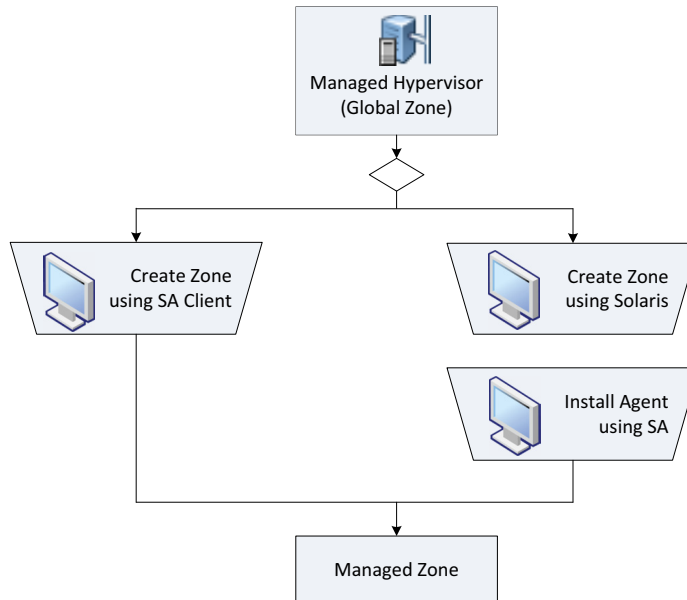 Managed Hypervisor
(Global Zone)
Create Zone
using SA Client
Create Zone
using Solaris
Install Agent
using SA
Managed Zone